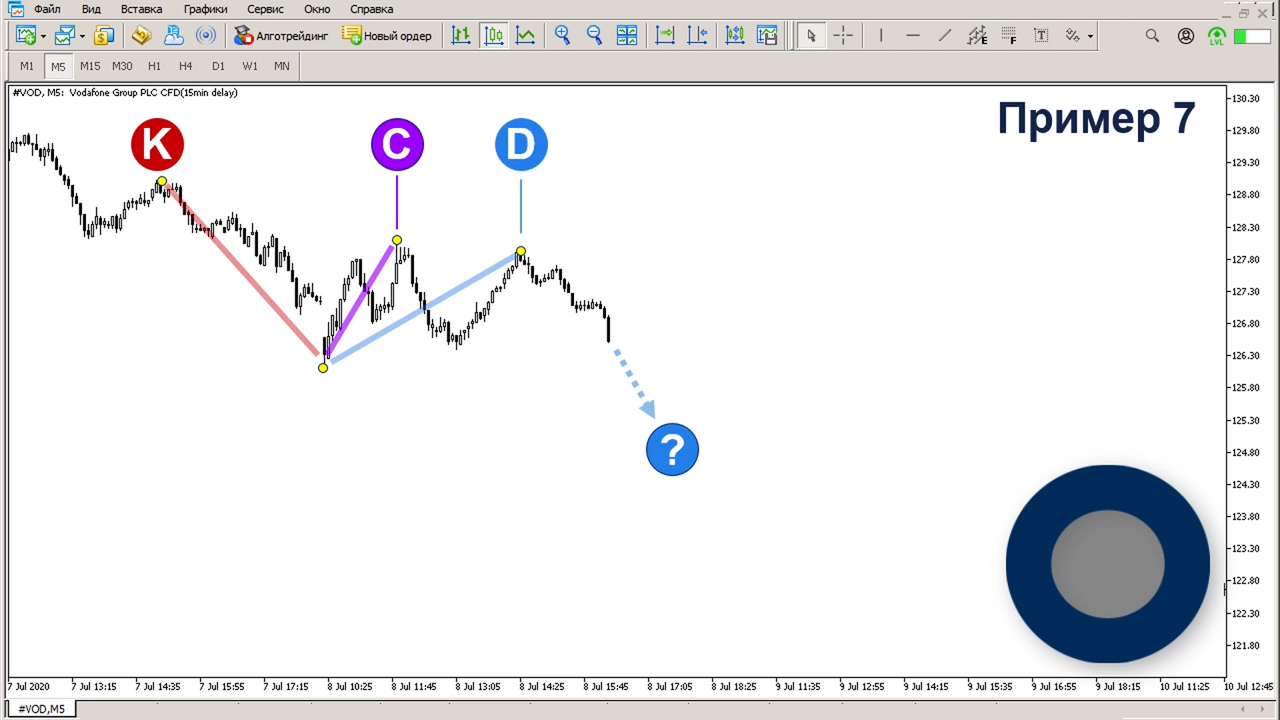 Файл Вид Вставка Графики Сервис Окно Справка
Алготрейдинг Новый ордер E F T LVL
M1 M5 M15 M30 H1 H4 D1 W1 MN
#VOD, M5: Vodafone Group PLC CFD(15min delay)
Пример 7
K C D
?
130.30
129.80
129.30
128.80
128.30
127.80
127.30
126.80
126.30
125.80
125.30
124.80
124.30
123.80
123.30
122.80
122.30
121.80
7 Jul 2020 7 Jul 13:15 7 Jul 14:35 7 Jul 15:55 7 Jul 17:15 8 Jul 10:25 8 Jul 11:45 8 Jul 13:05 8 Jul 14:25 8 Jul 15:45 8 Jul 17:05 8 Jul 18:25 9 Jul 11:35 9 Jul 12:55 9 Jul 14:15 9 Jul 15:35 9 Jul 16:55 9 Jul 18:15 10 Jul 11:25 10 Jul 12:45
#VOD,M5